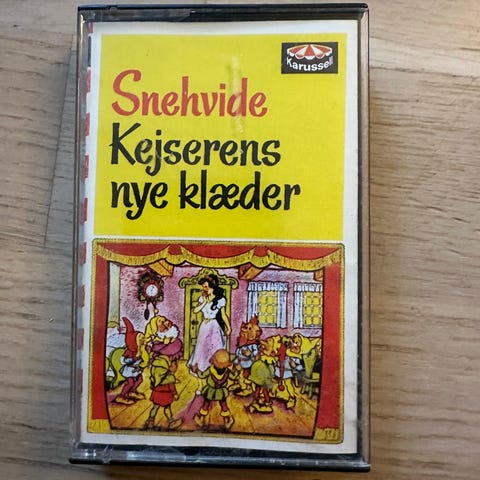 Karussell
Snehvide
Kejserens
nye klæder